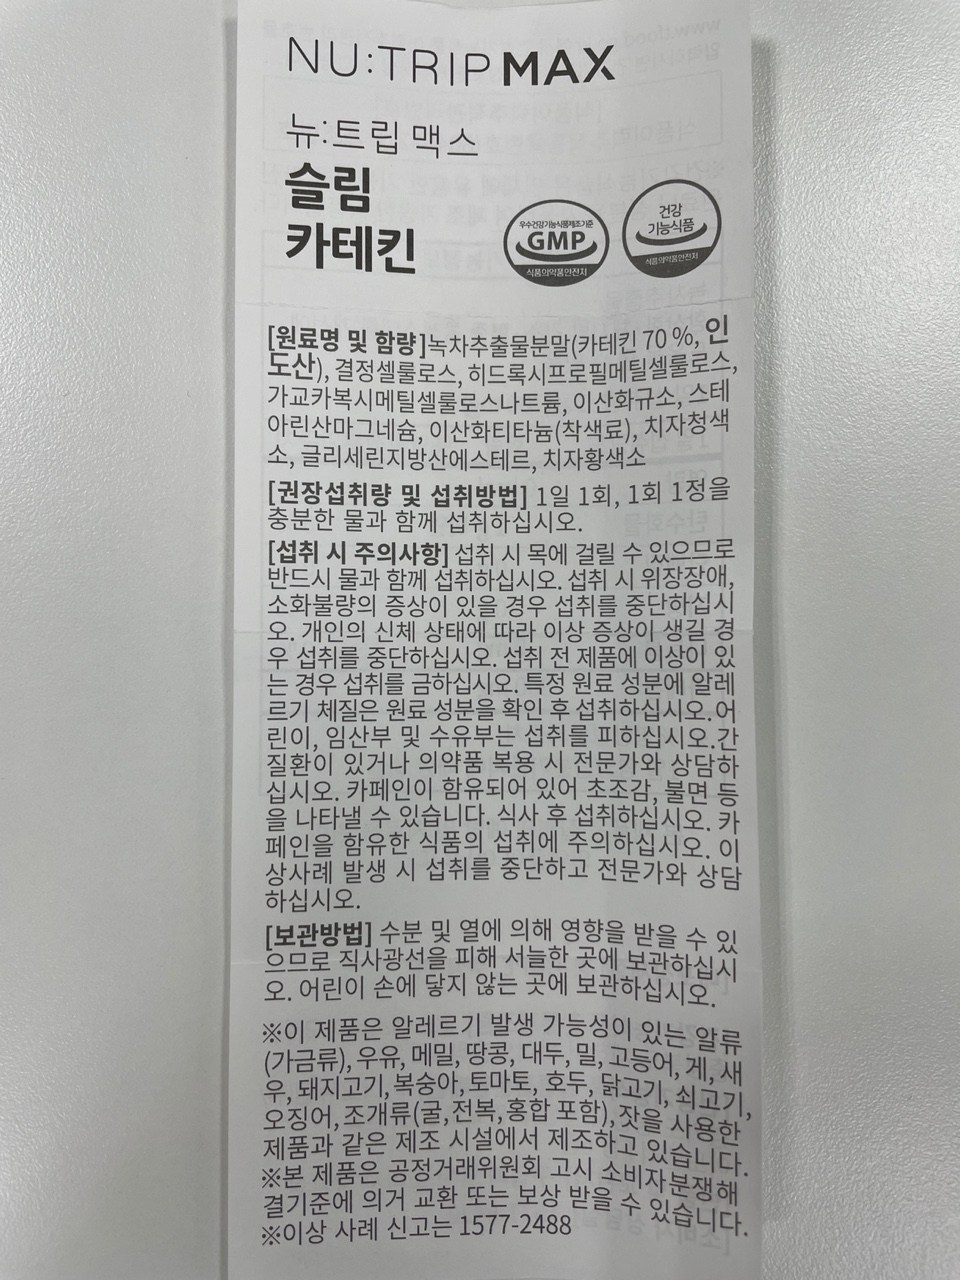 NU:TRIP MAX
뉴:트립 맥스
슬림
카테킨
우수건강기능식품제조기준
GMP
식품의약품안전처
건강
기능식품
식품의약품안전처
[원료명 및 함량]녹차추출물분말(카테킨 70 %, 인
도산), 결정셀룰로스, 히드록시프로필메틸셀룰로스,
가교카복시메틸셀룰로스나트륨, 이산화규소, 스테
아린산마그네슘, 이산화티타늄(착색료), 치자청색
소, 글리세린지방산에스테르, 치자황색소
[권장섭취량 및 섭취방법] 1일 1회, 1회 1정을
충분한 물과 함께 섭취하십시오.
[섭취 시 주의사항] 섭취 시 목에 걸릴 수 있으므로
반드시 물과 함께 섭취하십시오. 섭취 시 위장장애,
소화불량의 증상이 있을 경우 섭취를 중단하십시
오. 개인의 신체 상태에 따라 이상 증상이 생길 경
우 섭취를 중단하십시오. 섭취 전 제품에 이상이 있
는 경우 섭취를 금하십시오. 특정 원료 성분에 알레
르기 체질은 원료 성분을 확인 후 섭취하십시오. 어
린이, 임산부 및 수유부는 섭취를 피하십시오. 간
질환이 있거나 의약품 복용 시 전문가와 상담하
십시오. 카페인이 함유되어 있어 초조감, 불면 등
을 나타낼 수 있습니다. 식사 후 섭취하십시오. 카
페인을 함유한 식품의 섭취에 주의하십시오. 이
상사례 발생 시 섭취를 중단하고 전문가와 상담
하십시오.
[보관방법] 수분 및 열에 의해 영향을 받을 수 있
으므로 직사광선을 피해 서늘한 곳에 보관하십시
오. 어린이 손에 닿지 않는 곳에 보관하십시오.
※이 제품은 알레르기 발생 가능성이 있는 알류
(가금류), 우유, 메밀, 땅콩, 대두, 밀, 고등어, 게, 새
우, 돼지고기, 복숭아, 토마토, 호두, 닭고기, 쇠고기,
오징어, 조개류(굴, 전복, 홍합 포함), 잣을 사용한
제품과 같은 제조 시설에서 제조하고 있습니다.
※본 제품은 공정거래위원회 고시 소비자분쟁해
결기준에 의거 교환 또는 보상 받을 수 있습니다.
※이상 사례 신고는 1577-2488